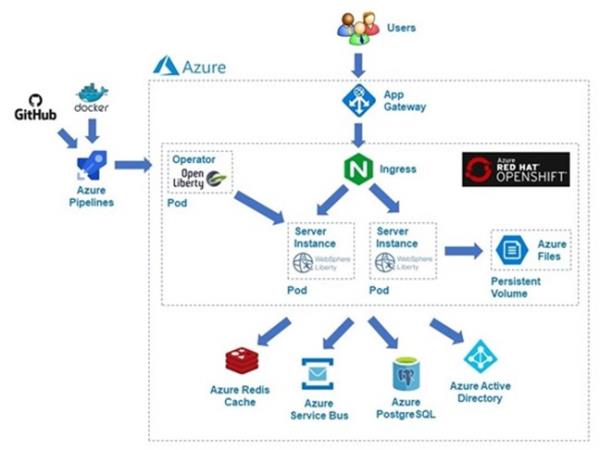 Users
Azure
App
Gateway
GitHub
docker
Azure
Pipelines
Operator
Open
Liberty
Pod
Ingress
Azure
RED HAT
OPENSHIFT
Server
Instance
WebSphere
Liberty
Pod
Server
Instance
WebSphere
Liberty
Pod
Azure
Files
Persistent
Volume
Azure Redis
Cache
Azure
Service Bus
Azure
PostgreSQL
Azure Active
Directory